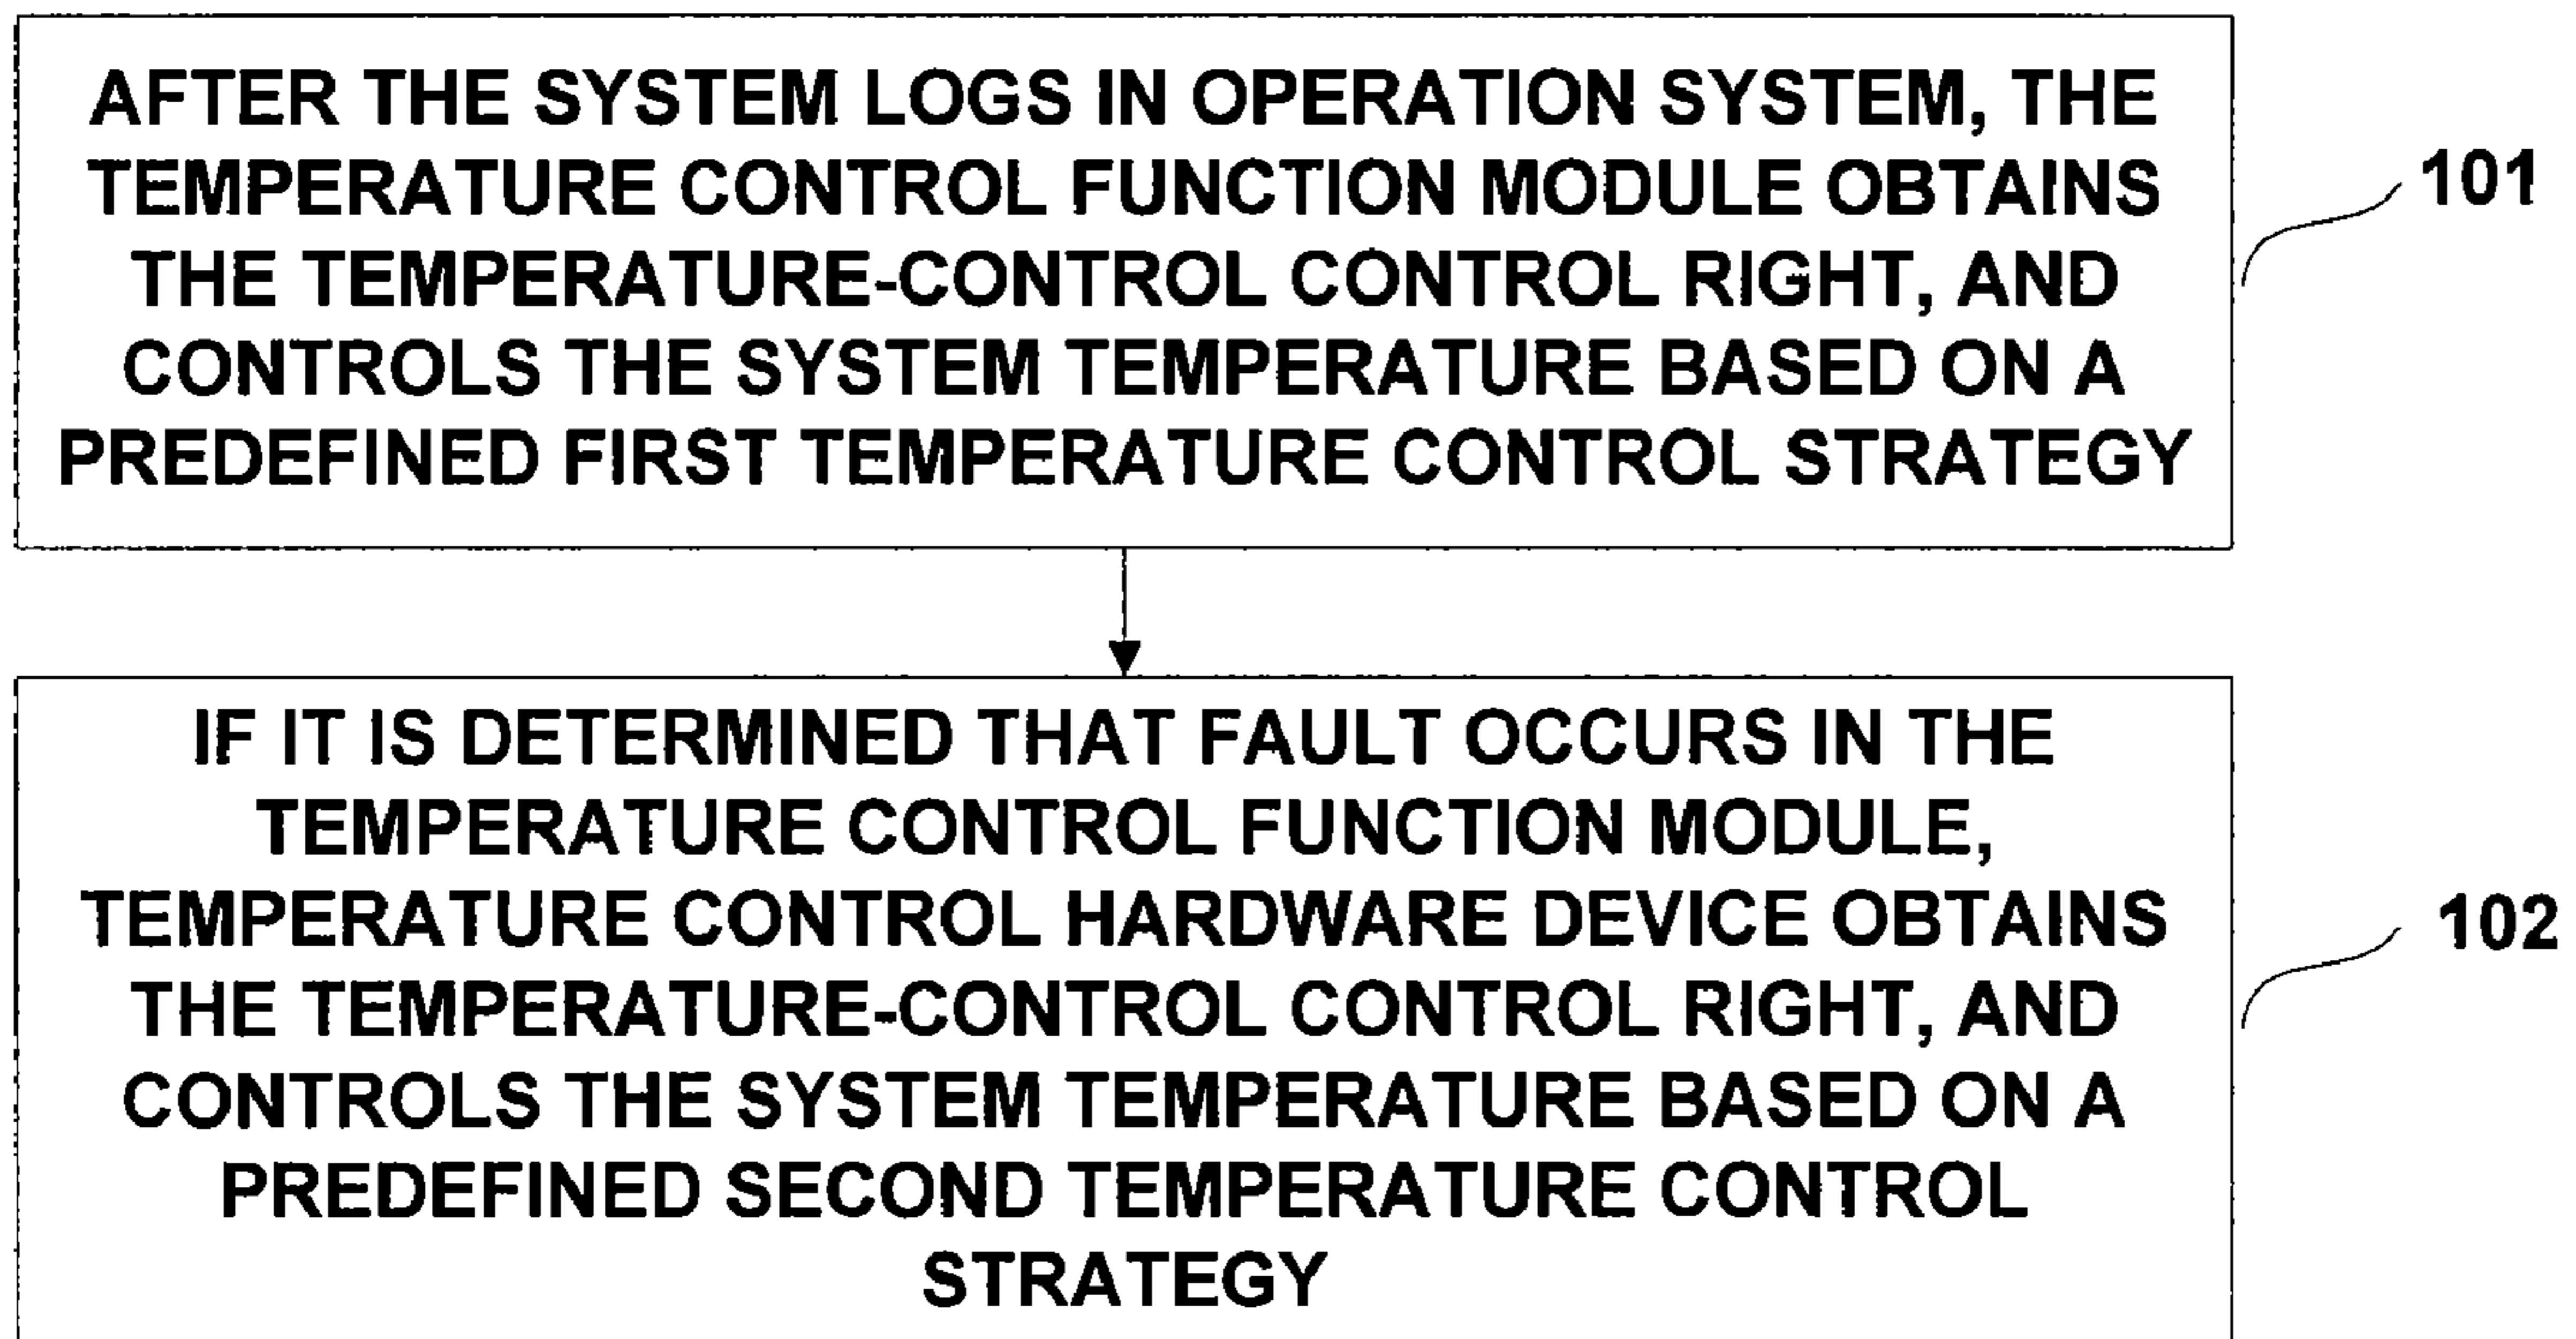 AFTER THE SYSTEM LOGS IN OPERATION SYSTEM, THE
TEMPERATURE CONTROL FUNCTION MODULE OBTAINS
THE TEMPERATURE-CONTROL CONTROL RIGHT, AND
CONTROLS THE SYSTEM TEMPERATURE BASED ON A
PREDEFINED FIRST TEMPERATURE CONTROL STRATEGY
101
IF IT IS DETERMINED THAT FAULT OCCURS IN THE
TEMPERATURE CONTROL FUNCTION MODULE,
TEMPERATURE CONTROL HARDWARE DEVICE OBTAINS
THE TEMPERATURE-CONTROL CONTROL RIGHT, AND
CONTROLS THE SYSTEM TEMPERATURE BASED ON A
PREDEFINED SECOND TEMPERATURE CONTROL
STRATEGY
102